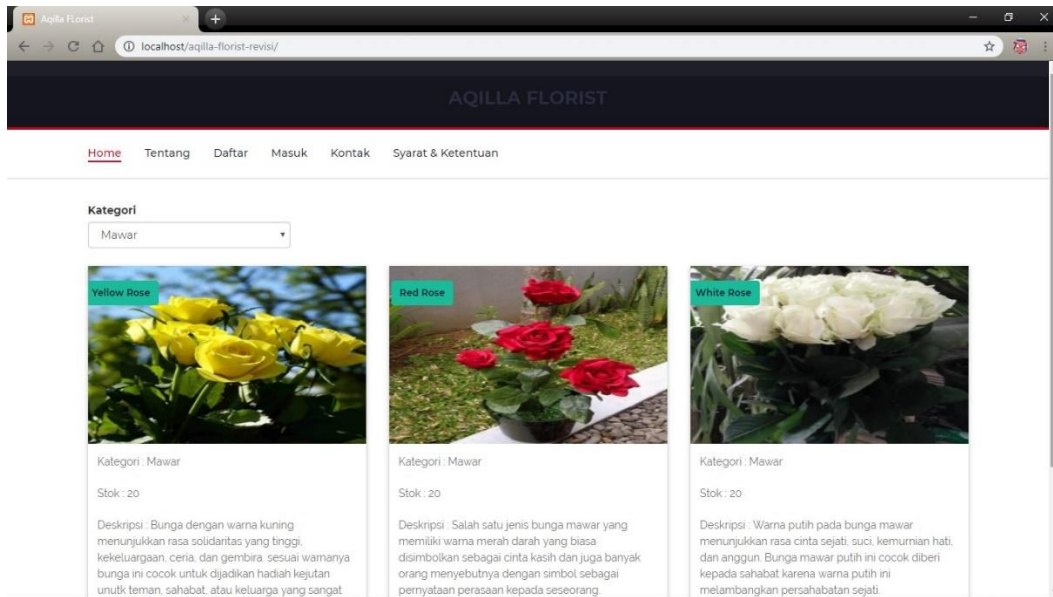 Aqilla FLorist
localhost/aqilla-florist-revisi/
AQILLA FLORIST
Home Tentang Daftar Masuk Kontak Syarat & Ketentuan
Kategori
Mawar
Yellow Rose
Kategori : Mawar
Stok : 20
Deskripsi : Bunga dengan warna kuning
menunjukkan rasa solidaritas yang tinggi,
kekeluargaan, ceria, dan gembira. sesuai warnanya
bunga ini cocok untuk dijadikan hadiah kejutan
unutk teman, sahabat, atau keluarga yang sangat
Red Rose
Kategori : Mawar
Stok : 20
Deskripsi : Salah satu jenis bunga mawar yang
memiliki warna merah darah yang biasa
disimbolkan sebagai cinta kasih dan juga banyak
orang menyebutnya dengan simbol sebagai
pernyataan perasaan kepada seseorang.
White Rose
Kategori : Mawar
Stok : 20
Deskripsi : Warna putih pada bunga mawar
menunjukkan rasa cinta sejati, suci, kemurnian hati,
dan anggun. Bunga mawar putih ini cocok diberi
kepada sahabat karena warna putih ini
melambangkan persahabatan sejati.